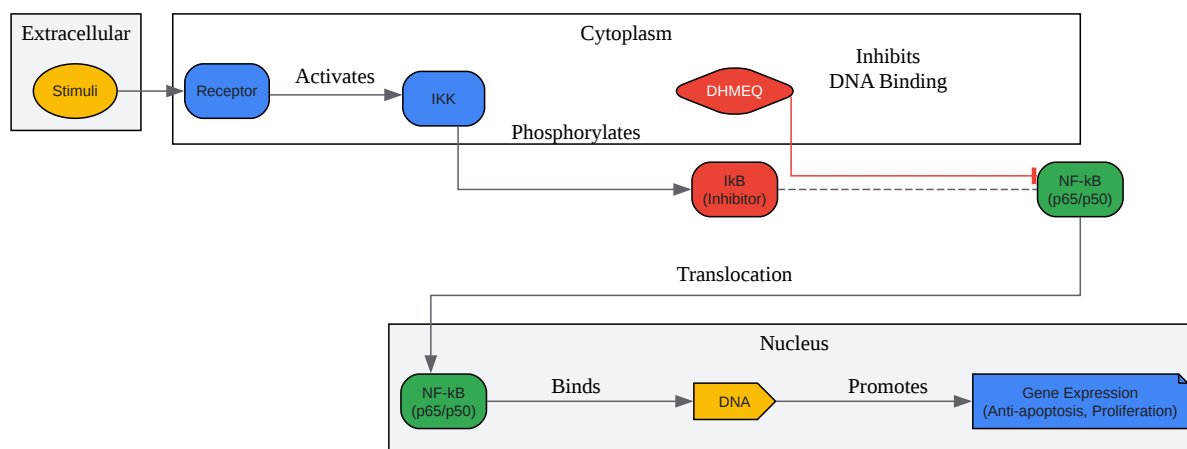 Extracellular
Stimuli
Cytoplasm
Receptor
Activates
IKK
DHMEQ
Inhibits
DNA Binding
Phosphorylates
IkB
(Inhibitor)
NF-kB
(p65/p50)
Translocation
Nucleus
NF-kB
(p65/p50)
Binds
DNA
Promotes
Gene Expression
(Anti-apoptosis, Proliferation)